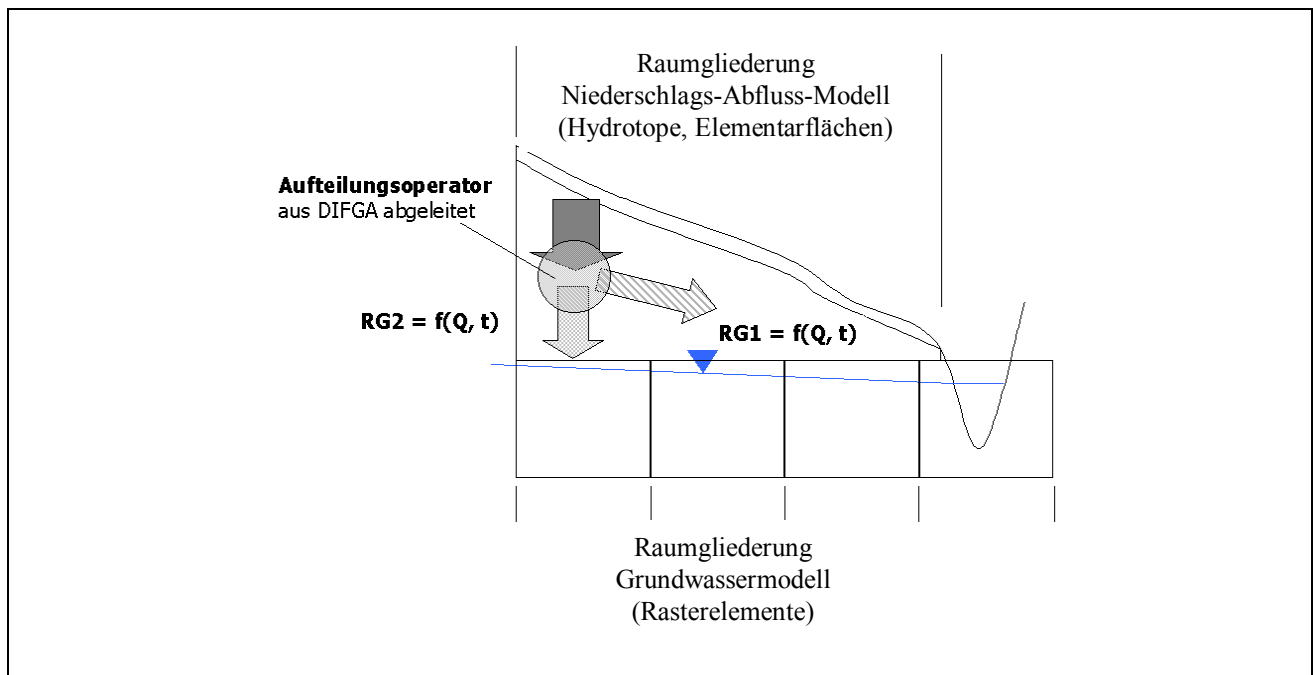 Raumgliederung
Niederschlags-Abfluss-Modell
(Hydrotope, Elementarflächen)
Aufteilungsoperator
aus DIFGA abgeleitet
RG2 = f(Q, t)
RG1 = f(Q, t)
Raumgliederung
Grundwassermodell
(Rasterelemente)